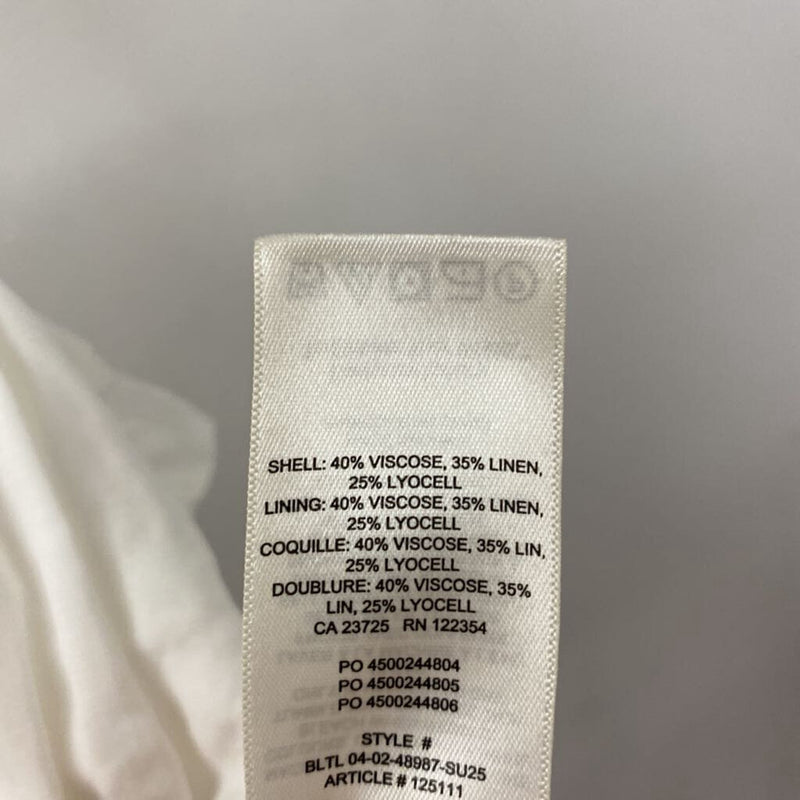 SHELL: 40% VISCOSE, 35% LINEN,
25% LYOCELL
LINING: 40% VISCOSE, 35% LINEN,
25% LYOCELL
COQUILLE: 40% VISCOSE, 35% LIN,
25% LYOCELL
DOUBLURE: 40% VISCOSE, 35%
LIN, 25% LYOCELL
CA 23725 RN 122354
PO 4500244804
PO 4500244805
PO 4500244806
STYLE #
BLTL 04-02-48987-SU25
ARTICLE # 125111